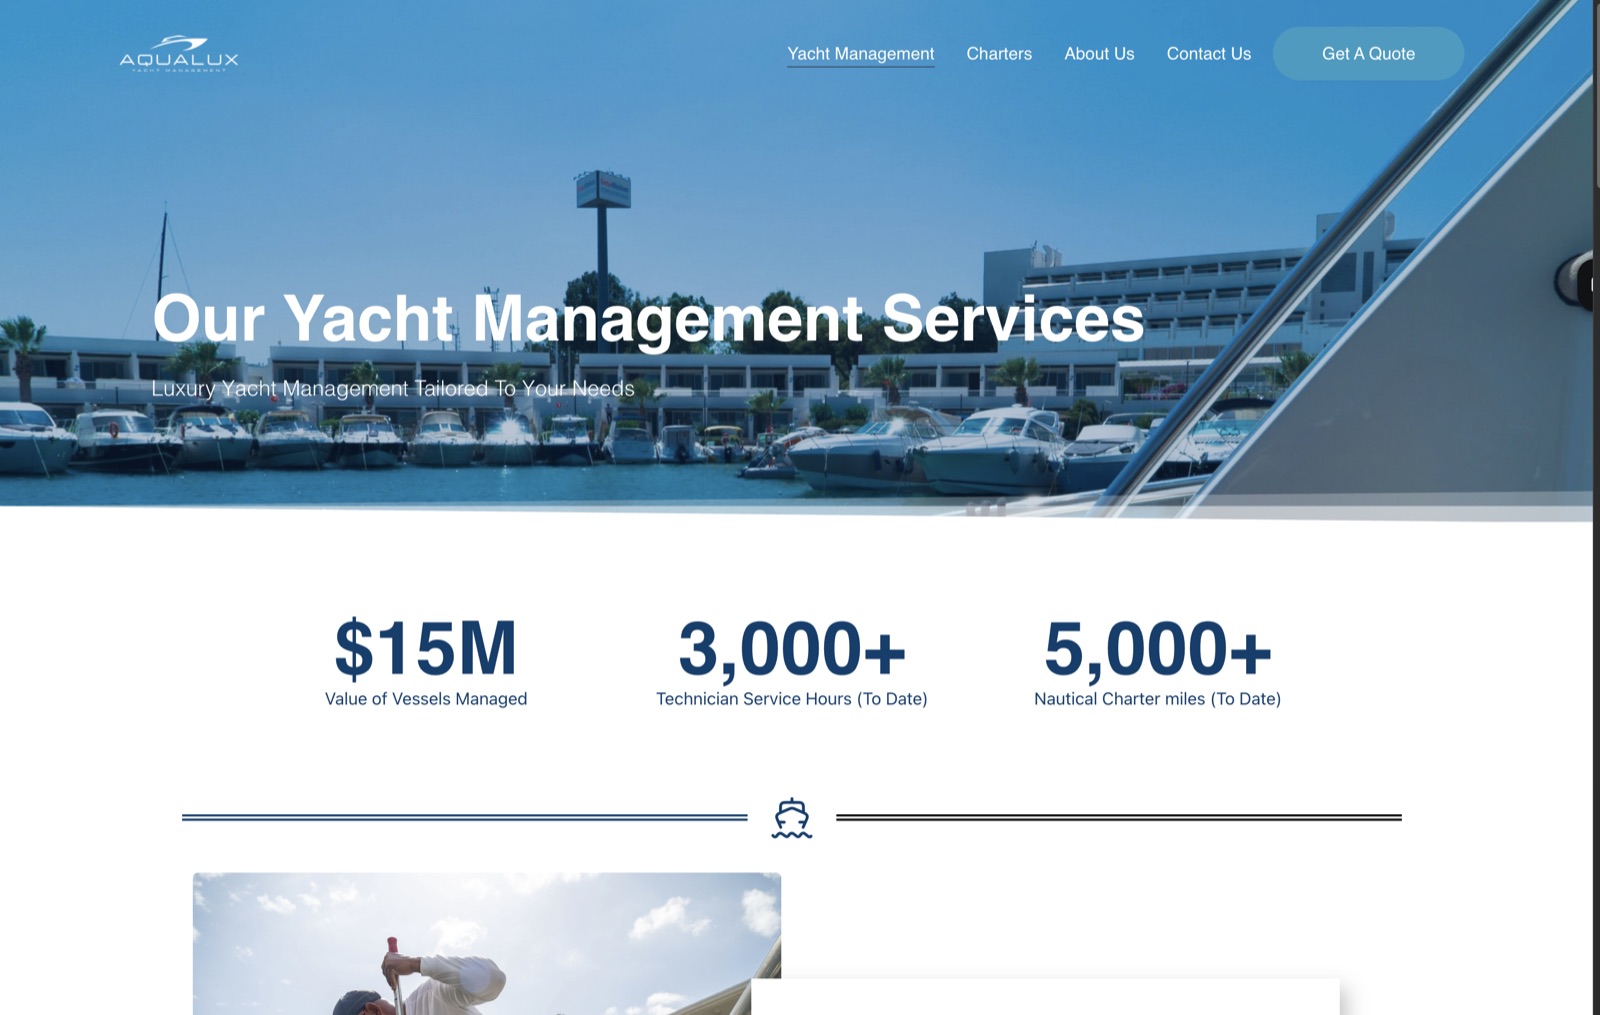 AQUALUX
YACHT MANAGEMENT
Yacht Management
Charters
About Us
Contact Us
Get A Quote
Our Yacht Management Services
Luxury Yacht Management Tailored To Your Needs
$15M
3,000+
5,000+
Value of Vessels Managed
Technician Service Hours (To Date)
Nautical Charter miles (To Date)